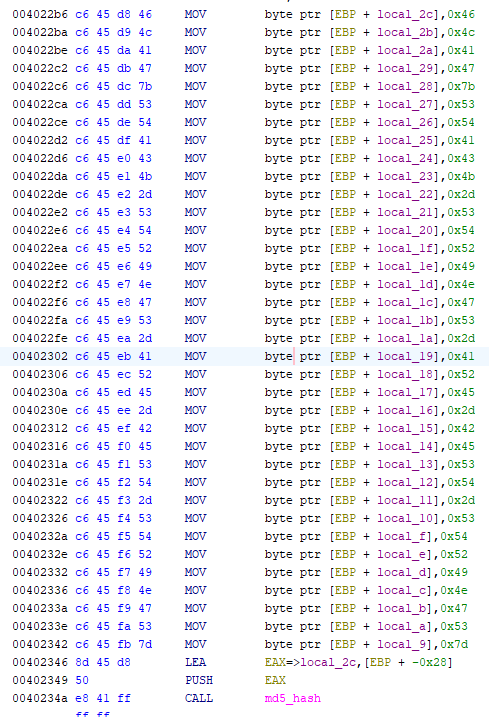 004022b6 c6 45 d8 46 MOV byte ptr [EBP + local_2c],0x46
004022ba c6 45 d9 4c MOV byte ptr [EBP + local_2b],0x4c
004022be c6 45 da 41 MOV byte ptr [EBP + local_2a],0x41
004022c2 c6 45 db 47 MOV byte ptr [EBP + local_29],0x47
004022c6 c6 45 dc 7b MOV byte ptr [EBP + local_28],0x7b
004022ca c6 45 dd 53 MOV byte ptr [EBP + local_27],0x53
004022ce c6 45 de 54 MOV byte ptr [EBP + local_26],0x54
004022d2 c6 45 df 41 MOV byte ptr [EBP + local_25],0x41
004022d6 c6 45 e0 43 MOV byte ptr [EBP + local_24],0x43
004022da c6 45 e1 4b MOV byte ptr [EBP + local_23],0x4b
004022de c6 45 e2 2d MOV byte ptr [EBP + local_22],0x2d
004022e2 c6 45 e3 53 MOV byte ptr [EBP + local_21],0x53
004022e6 c6 45 e4 54 MOV byte ptr [EBP + local_20],0x54
004022ea c6 45 e5 52 MOV byte ptr [EBP + local_1f],0x52
004022ee c6 45 e6 49 MOV byte ptr [EBP + local_1e],0x49
004022f2 c6 45 e7 4e MOV byte ptr [EBP + local_1d],0x4e
004022f6 c6 45 e8 47 MOV byte ptr [EBP + local_1c],0x47
004022fa c6 45 e9 53 MOV byte ptr [EBP + local_1b],0x53
004022fe c6 45 ea 2d MOV byte ptr [EBP + local_1a],0x2d
00402302 c6 45 eb 41 MOV byte ptr [EBP + local_19],0x41
00402306 c6 45 ec 52 MOV byte ptr [EBP + local_18],0x52
0040230a c6 45 ed 45 MOV byte ptr [EBP + local_17],0x45
0040230e c6 45 ee 2d MOV byte ptr [EBP + local_16],0x2d
00402312 c6 45 ef 42 MOV byte ptr [EBP + local_15],0x42
00402316 c6 45 f0 45 MOV byte ptr [EBP + local_14],0x45
0040231a c6 45 f1 53 MOV byte ptr [EBP + local_13],0x53
0040231e c6 45 f2 54 MOV byte ptr [EBP + local_12],0x54
00402322 c6 45 f3 2d MOV byte ptr [EBP + local_11],0x2d
00402326 c6 45 f4 53 MOV byte ptr [EBP + local_10],0x53
0040232a c6 45 f5 54 MOV byte ptr [EBP + local_f],0x54
0040232e c6 45 f6 52 MOV byte ptr [EBP + local_e],0x52
00402332 c6 45 f7 49 MOV byte ptr [EBP + local_d],0x49
00402336 c6 45 f8 4e MOV byte ptr [EBP + local_c],0x4e
0040233a c6 45 f9 47 MOV byte ptr [EBP + local_b],0x47
0040233e c6 45 fa 53 MOV byte ptr [EBP + local_a],0x53
00402342 c6 45 fb 7d MOV byte ptr [EBP + local_9],0x7d
00402346 8d 45 d8 LEA EAX=>local_2c,[EBP + -0x28]
00402349 50 PUSH EAX
0040234a e8 41 ff CALL md5_hash
ff ff